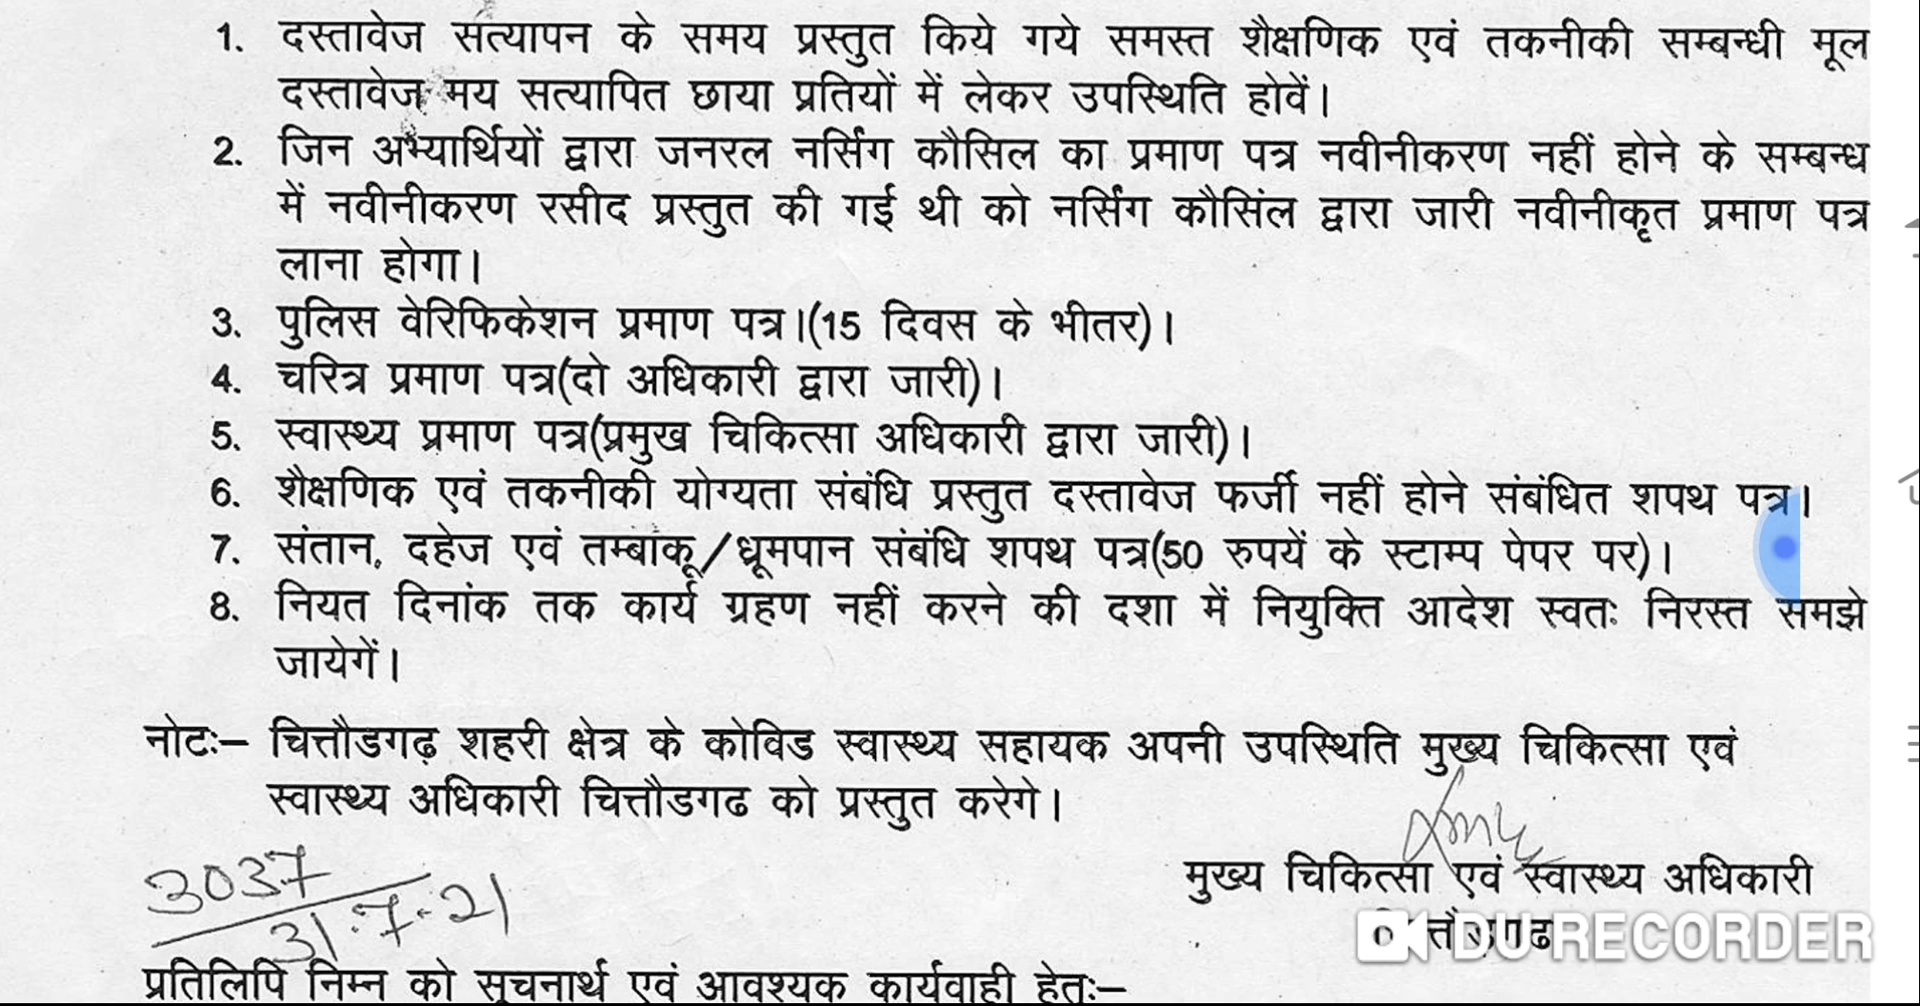 1. दस्तावेज सत्यापन के समय प्रस्तुत किये गये समस्त शैक्षणिक एवं तकनीकी सम्बन्धी मूल
दस्तावेज मय सत्यापित छाया प्रतियों में लेकर उपस्थिति होवें।
2. जिन अभ्यार्थियों द्वारा जनरल नर्सिंग कौसिल का प्रमाण पत्र नवीनीकरण नहीं होने के सम्बन्ध
में नवीनीकरण रसीद प्रस्तुत की गई थी को नर्सिंग कौसिंल द्वारा जारी नवीनीकृत प्रमाण पत्र
लाना होगा।
3. पुलिस वेरिफिकेशन प्रमाण पत्र।(15 दिवस के भीतर)।
4. चरित्र प्रमाण पत्र(दो अधिकारी द्वारा जारी)।
5. स्वास्थ्य प्रमाण पत्र(प्रमुख चिकित्सा अधिकारी द्वारा जारी)।
6. शैक्षणिक एवं तकनीकी योग्यता संबंधि प्रस्तुत दस्तावेज फर्जी नहीं होने संबंधित शपथ पत्र।
7. संतान, दहेज एवं तम्बाकू/धूम्रपान संबंधि शपथ पत्र(50 रुपयें के स्टाम्प पेपर पर)।
8. नियत दिनांक तक कार्य ग्रहण नहीं करने की दशा में नियुक्ति आदेश स्वतः निरस्त समझे
जायेगें।
नोटः– चित्तौडगढ़ शहरी क्षेत्र के कोविड स्वास्थ्य सहायक अपनी उपस्थिति मुख्य चिकित्सा एवं
स्वास्थ्य अधिकारी चित्तौडगढ को प्रस्तुत करेगे।
3037
31.7.21
मुख्य चिकित्सा एवं स्वास्थ्य अधिकारी
DU RECORDER
प्रतिलिपि निम्न को सूचनार्थ एवं आवश्यक कार्यवाही हेतुः–